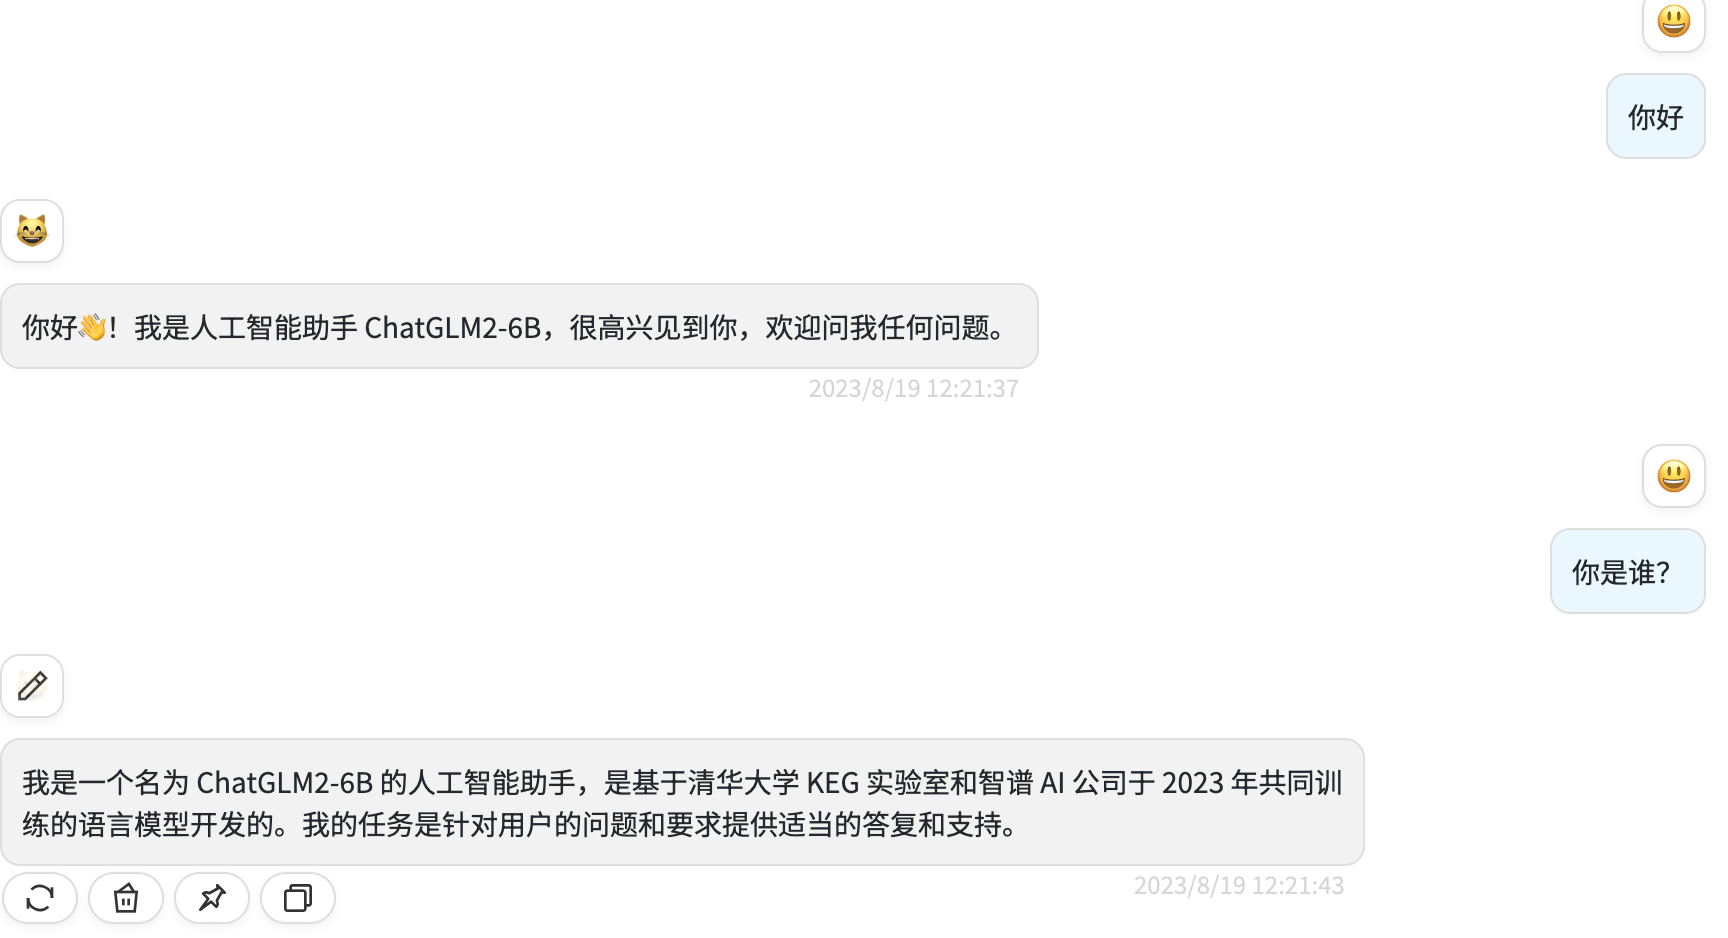 你好
你好👋！我是人工智能助手 ChatGLM2-6B，很高兴见到你，欢迎问我任何问题。
2023/8/19 12:21:37
你是谁？
我是一个名为 ChatGLM2-6B 的人工智能助手，是基于清华大学 KEG 实验室和智谱 AI 公司于 2023 年共同训
练的语言模型开发的。我的任务是针对用户的问题和要求提供适当的答复和支持。
2023/8/19 12:21:43